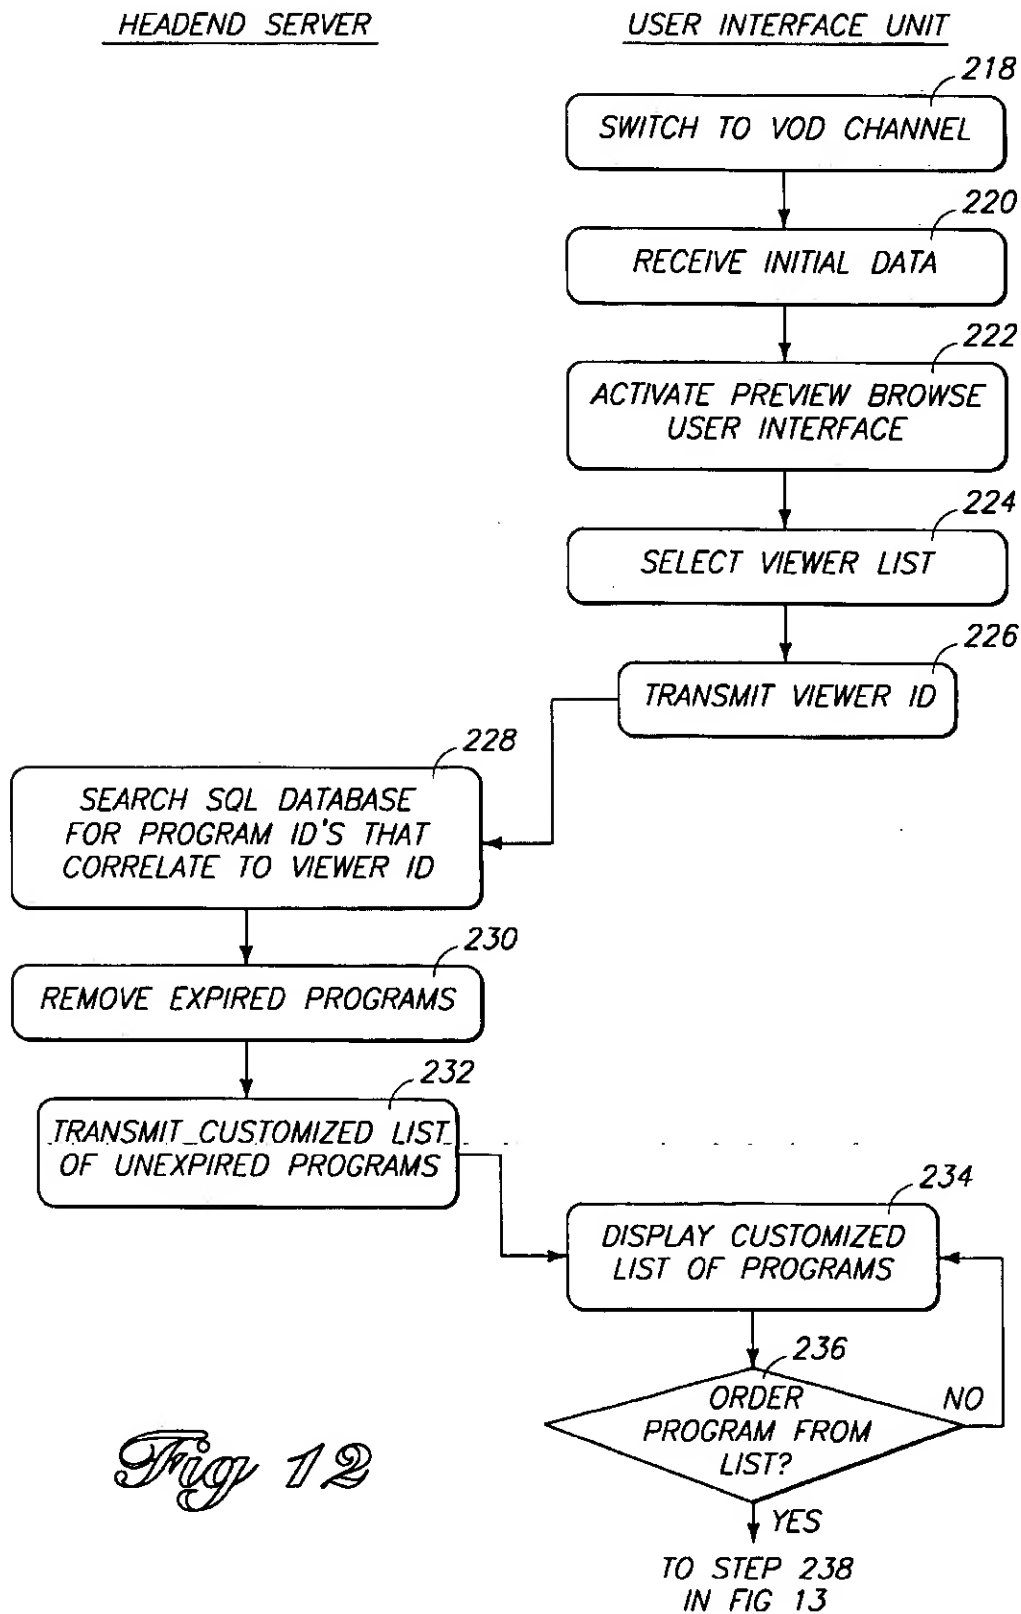 HEADEND SERVER
USER INTERFACE UNIT
218
SWITCH TO VOD CHANNEL
220
RECEIVE INITIAL DATA
222
ACTIVATE PREVIEW BROWSE
USER INTERFACE
224
SELECT VIEWER LIST
226
TRANSMIT VIEWER ID
228
SEARCH SQL DATABASE
FOR PROGRAM ID'S THAT
CORRELATE TO VIEWER ID
230
REMOVE EXPIRED PROGRAMS
232
TRANSMIT CUSTOMIZED LIST
OF UNEXPIRED PROGRAMS
234
DISPLAY CUSTOMIZED
LIST OF PROGRAMS
236
ORDER
PROGRAM FROM
LIST?
NO
YES
TO STEP 238
IN FIG 13
Fig 12